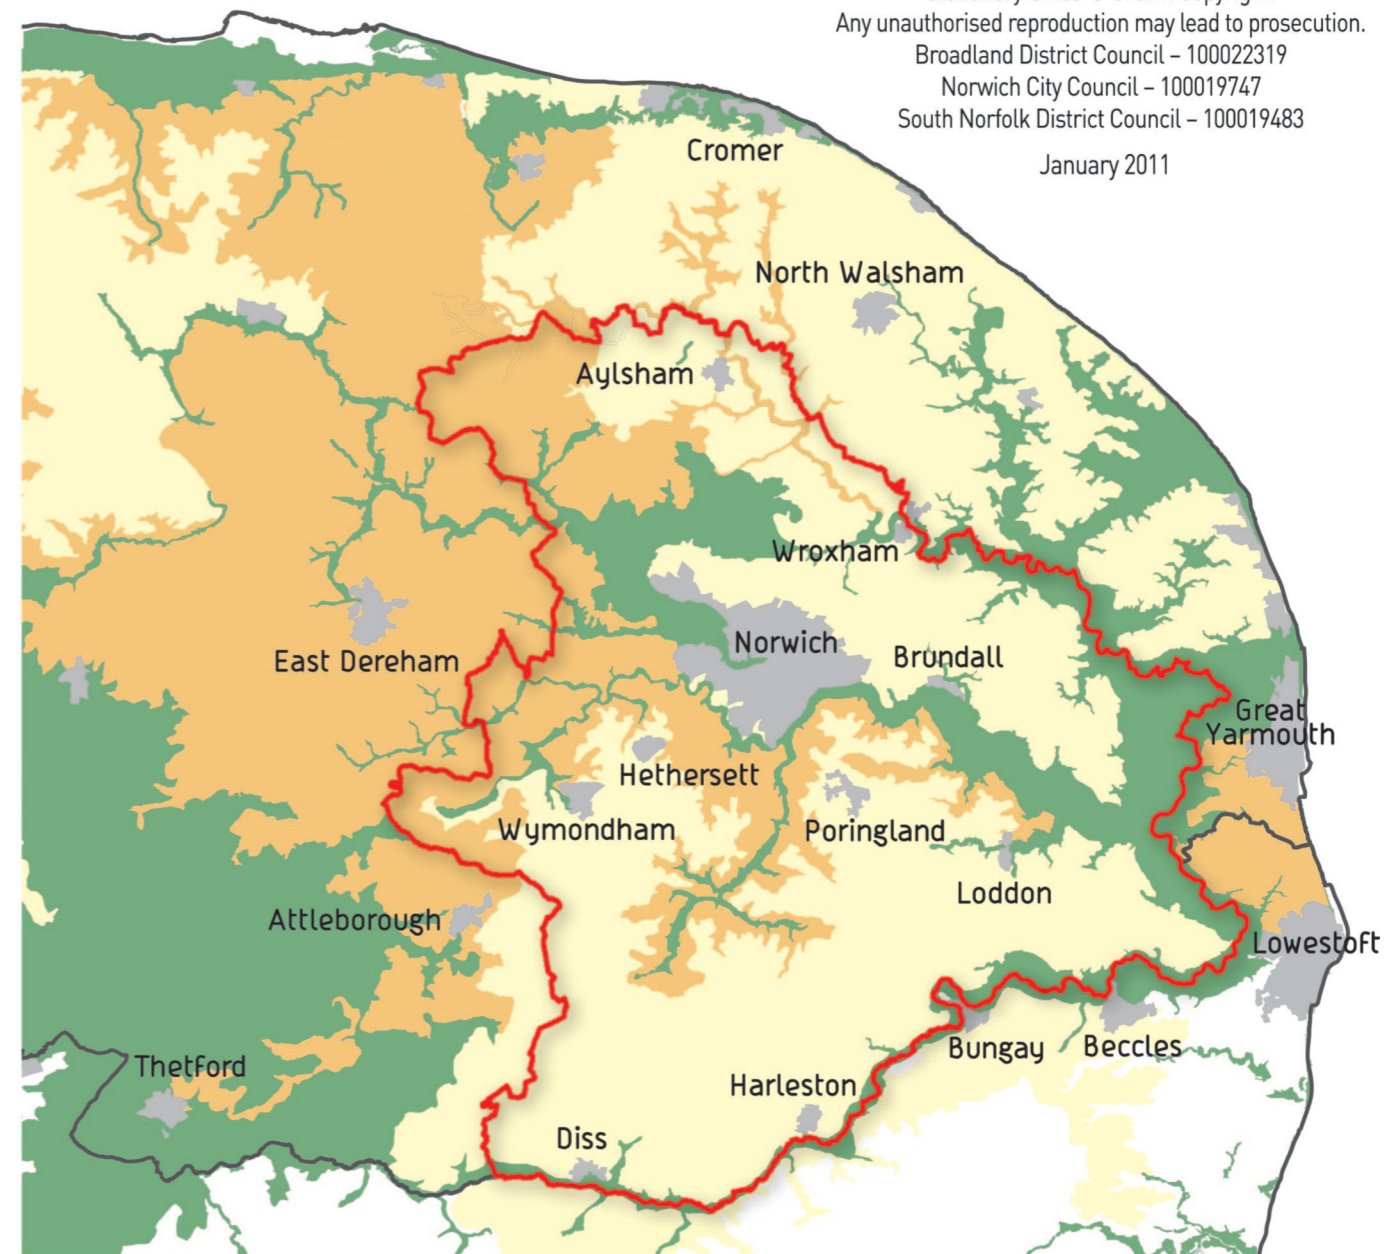 Any unauthorised reproduction may lead to prosecution.
Broadland District Council – 100022319
Norwich City Council – 100019747
South Norfolk District Council – 100019483
January 2011
Cromer
North Walsham
Aylsham
Wroxham
Norwich
Brundall
East Dereham
Great
Yarmouth
Hethersett
Wymondham
Poringland
Loddon
Attleborough
Lowestoft
Bungay
Beccles
Thetford
Harleston
Diss